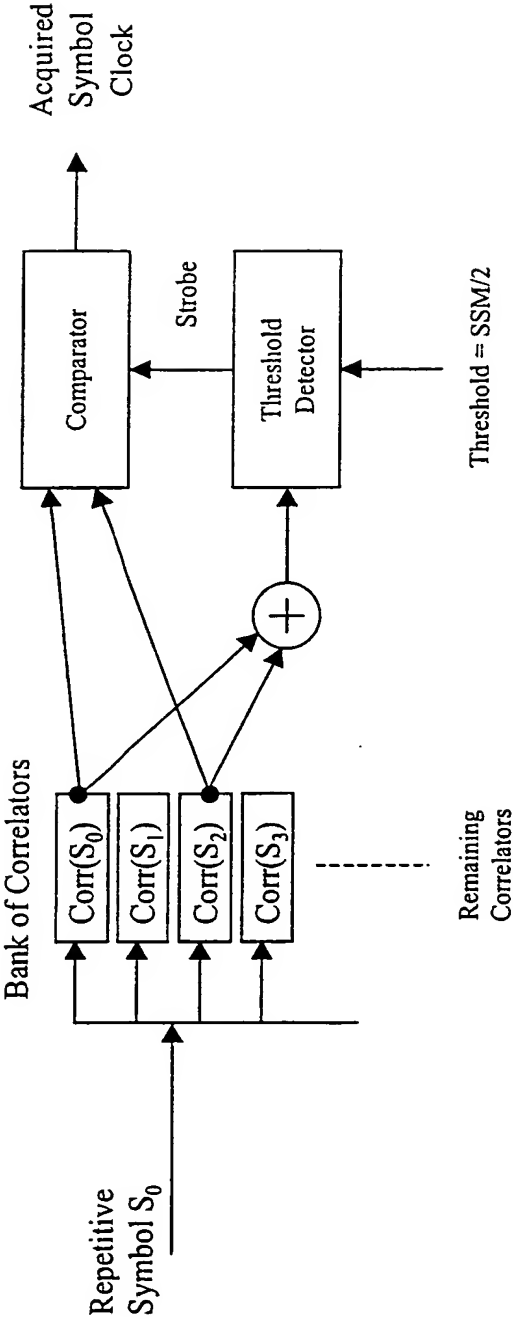 Repetitive
Symbol S₀
Bank of Correlators
Corr(S₀)
Corr(S₁)
Corr(S₂)
Corr(S₃)
Remaining
Correlators
+
Comparator
Strobe
Threshold
Detector
Threshold = SSM/2
Acquired
Symbol
Clock